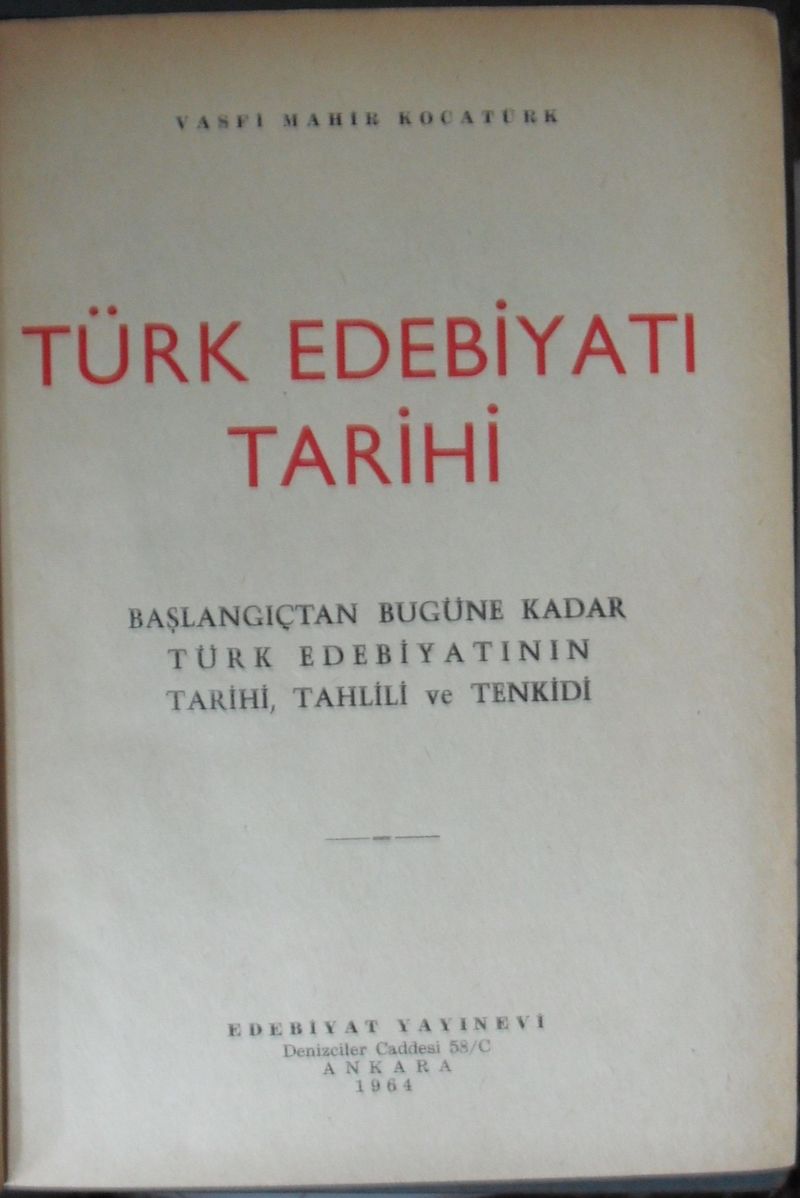 VASFİ MAHİR KOCATÜRK
TÜRK EDEBİYATI
TARİHİ
BAŞLANGIÇTAN BUGÜNE KADAR
TÜRK EDEBİYATININ
TARİHİ, TAHLİLİ ve TENKİDİ
EDEBİYAT YAYINEVİ
Denizciler Caddesi 58/C
ANKARA
1964